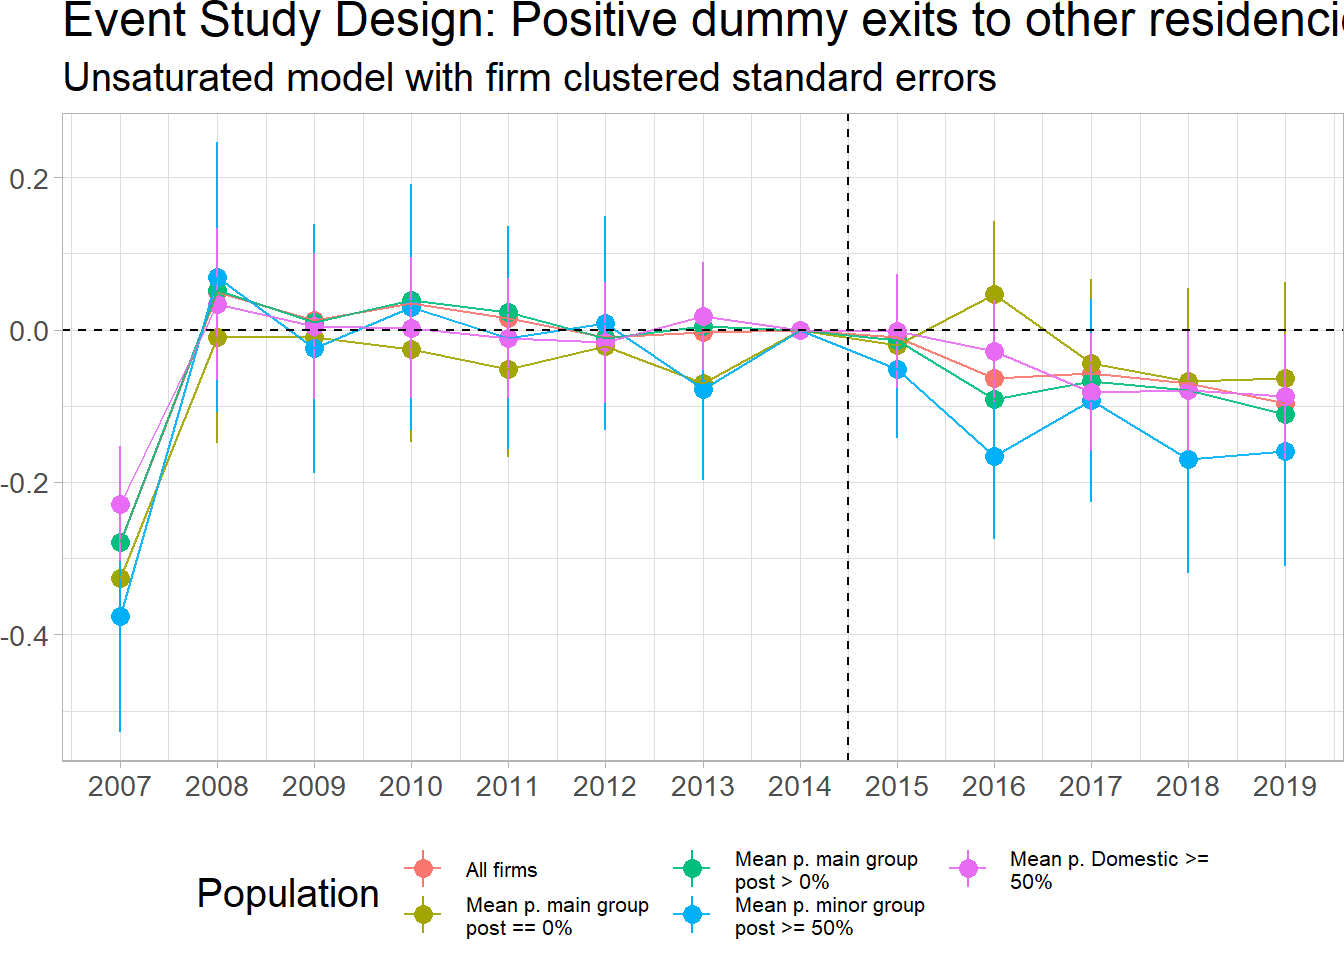 Event Study Design: Positive dummy exits to other residenci
Unsaturated model with firm clustered standard errors
0.2
0.0
-0.2
-0.4
2007 2008 2009 2010 2011 2012 2013 2014 2015 2016 2017 2018 2019
Population
All firms
Mean p. main group
post == 0%
Mean p. main group
post > 0%
Mean p. minor group
post >= 50%
Mean p. Domestic >=
50%